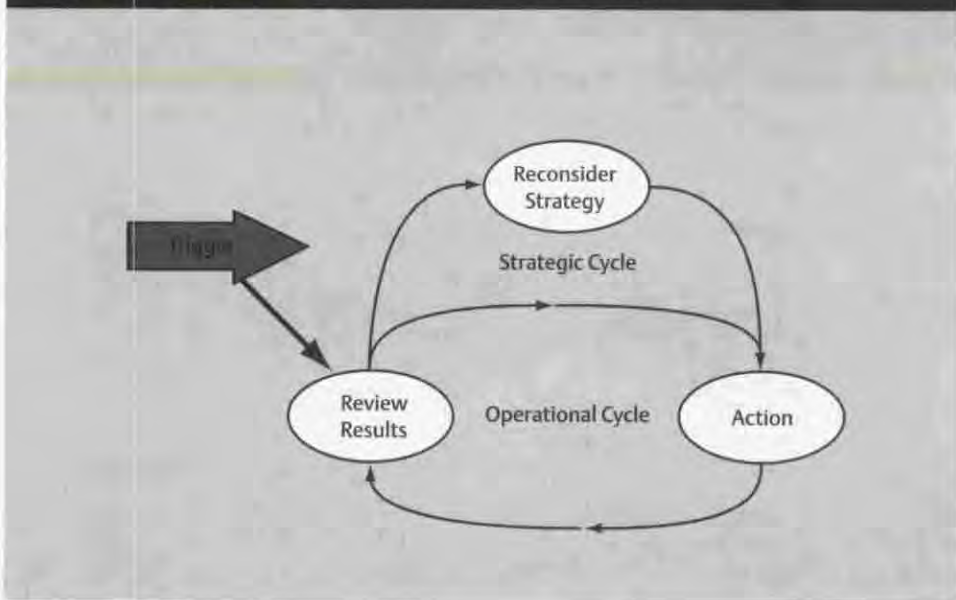 Trigger
Reconsider
Strategy
Strategic Cycle
Review
Results
Operational Cycle
Action